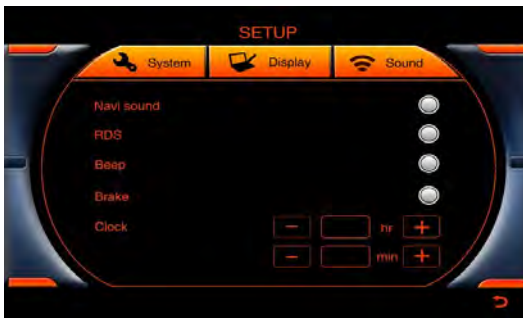 SETUP
System Display Sound
Navi sound
RDS
Beep
Brake
Clock − hr +
− min +